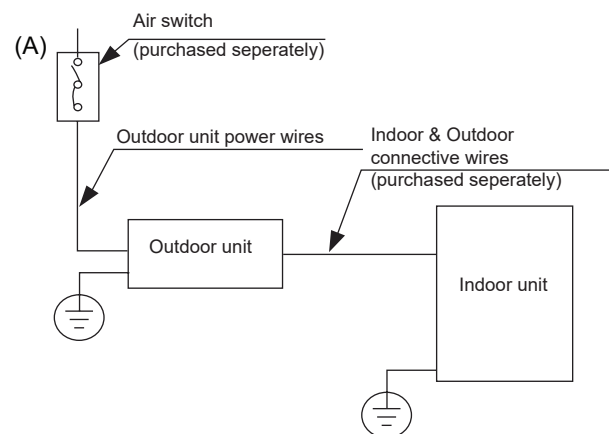 (A)
Air switch
(purchased seperately)
Outdoor unit power wires
Indoor & Outdoor
connective wires
(purchased seperately)
Outdoor unit
Indoor unit